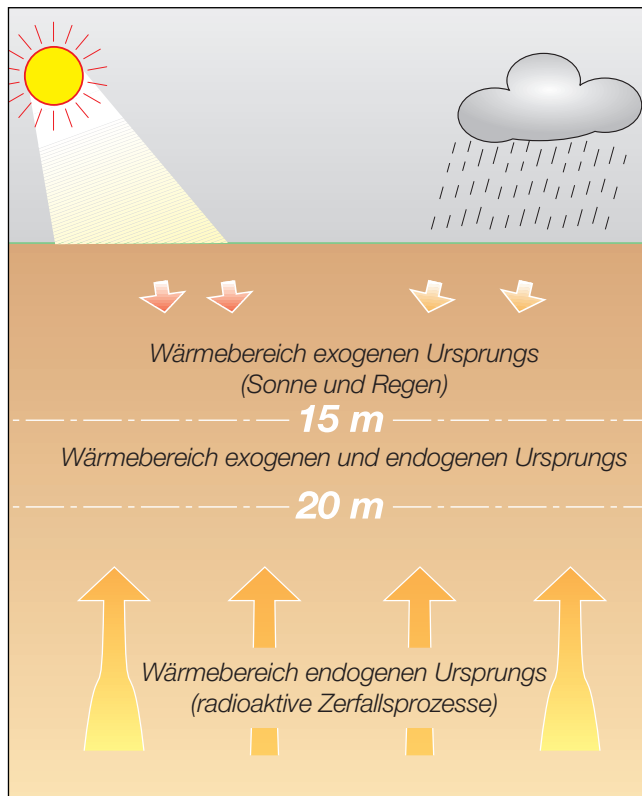 Wärmebereich exogenen Ursprungs
(Sonne und Regen)
15 m
Wärmebereich exogenen und endogenen Ursprungs
20 m
Wärmebereich endogenen Ursprungs
(radioaktive Zerfallsprozesse)